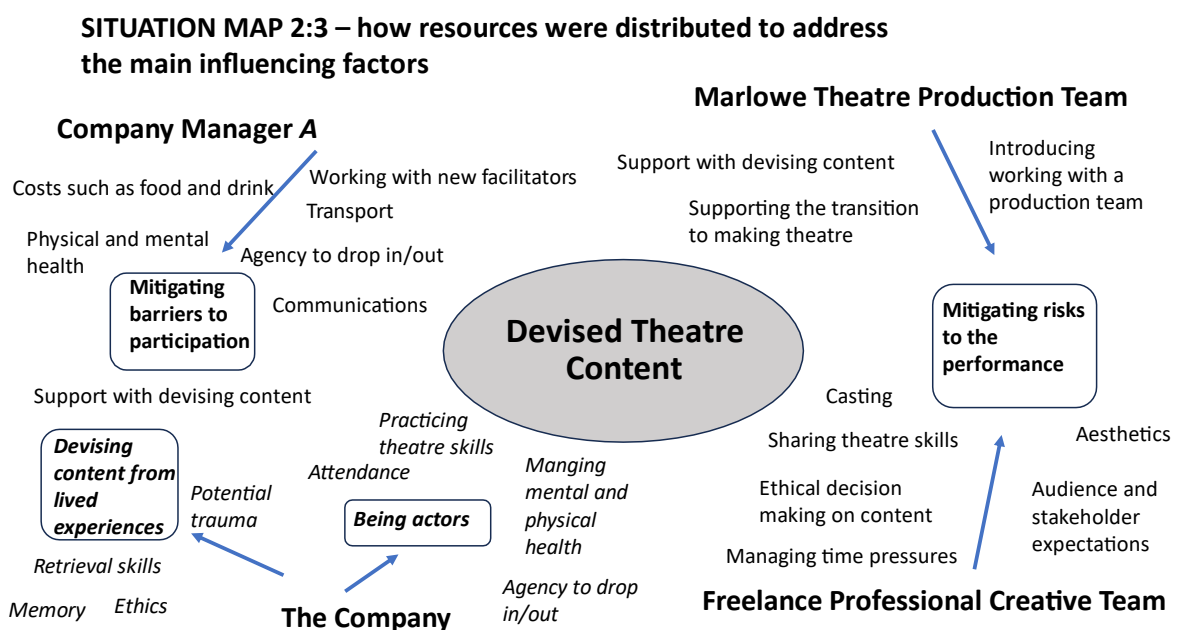 SITUATION MAP 2:3 – how resources were distributed to address
the main influencing factors
Company Manager A
Costs such as food and drink
Working with new facilitators
Transport
Physical and mental
health
Agency to drop in/out
Mitigating
barriers to
participation
Communications
Support with devising content
Marlowe Theatre Production Team
Support with devising content
Introducing
working with a
production team
Supporting the transition
to making theatre
Mitigating risks
to the
performance
Devised Theatre
Content
Devising
content from
lived
experiences
Potential
trauma
Retrieval skills
Memory
Ethics
Practicing
theatre skills
Attendance
Being actors
Manging
mental and
physical
health
Agency to drop
in/out
The Company
Casting
Sharing theatre skills
Aesthetics
Ethical decision
making on content
Audience and
stakeholder
expectations
Managing time pressures
Freelance Professional Creative Team